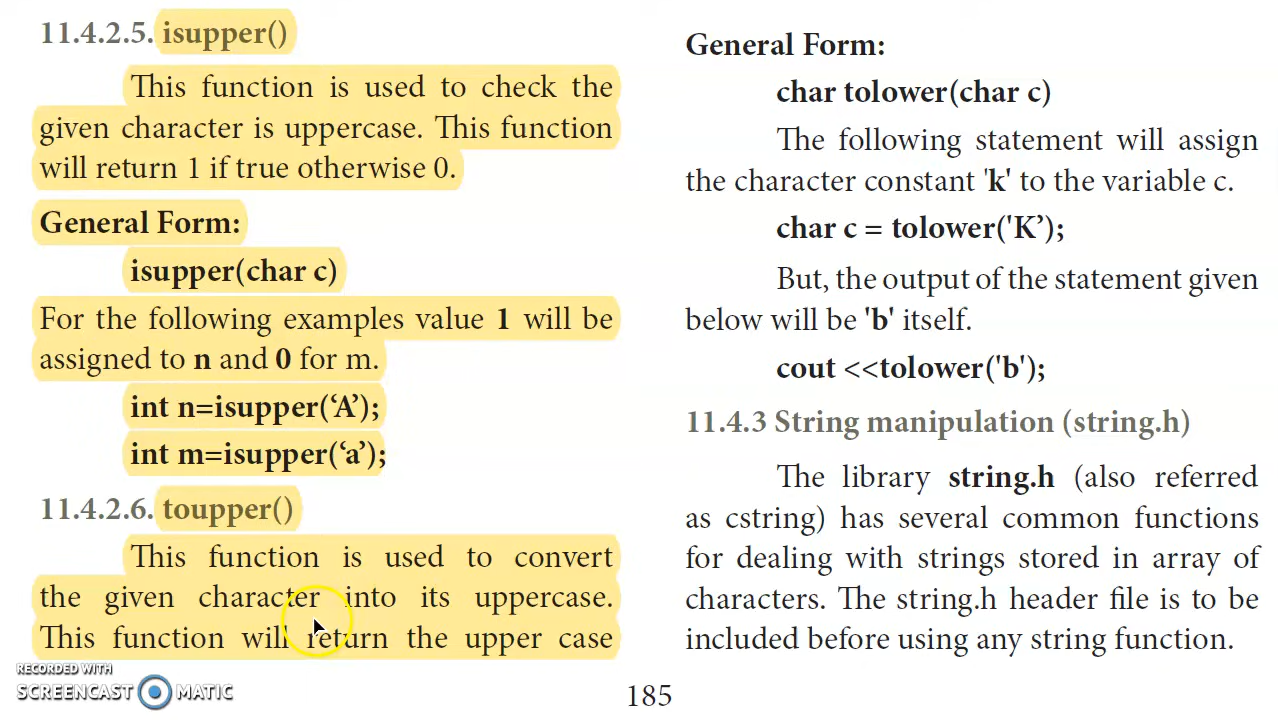 11.4.2.5. isupper()
This function is used to check the
given character is uppercase. This function
will return 1 if true otherwise 0.
General Form:
isupper(char c)
For the following examples value 1 will be
assigned to n and 0 for m.
int n=isupper(‘A’);
int m=isupper(‘a’);
11.4.2.6. toupper()
This function is used to convert
the given character into its uppercase.
This function will return the upper case
General Form:
char tolower(char c)
The following statement will assign
the character constant 'k' to the variable c.
char c = tolower('K’);
But, the output of the statement given
below will be 'b' itself.
cout <<tolower('b');
11.4.3 String manipulation (string.h)
The library string.h (also referred
as cstring) has several common functions
for dealing with strings stored in array of
characters. The string.h header file is to be
included before using any string function.
185
RECORDED WITH
SCREENCAST MATIC